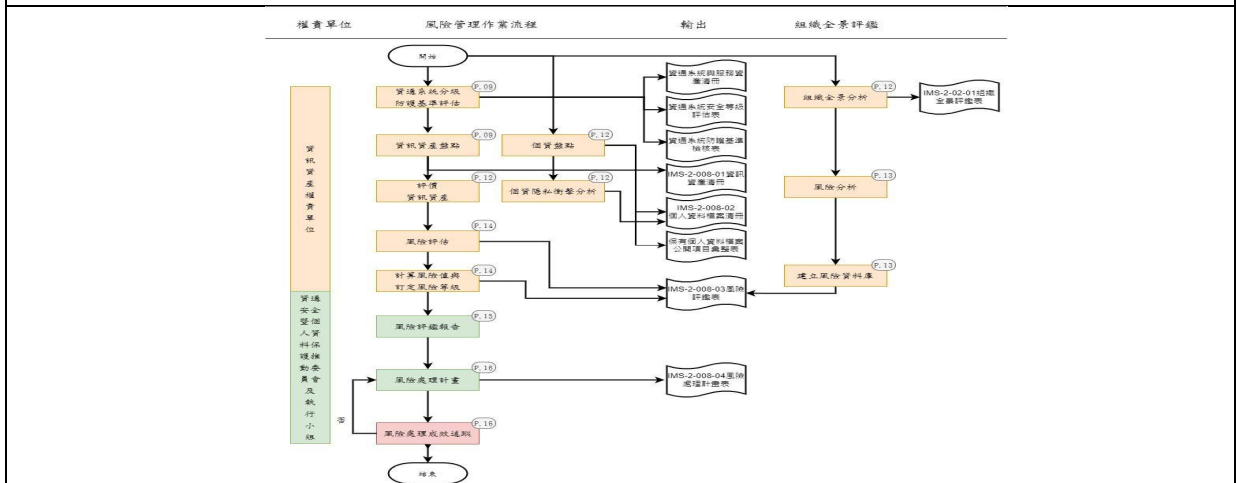 權責單位
風險管理作業流程
輸出
組織全景評鑑
開始
資通系統分級
防護基準評估
P.09
資訊資產盤點
P.09
個資盤點
P.12
評價
資訊資產
P.12
個資隱私衝擊分析
P.12
風險評估
P.14
計算風險值與
訂定風險等級
P.14
風險評鑑報告
P.15
風險處理計畫
P.16
風險處理成效追蹤
P.16
否
結束
資訊資產權責單位
資通安全暨個人資料保護推動委員會及執行小組
資通系統與服務資
產清冊
資通系統安全等級
評估表
資通系統防護基準
檢核表
IMS-2-008-01資訊
資產清冊
IMS-2-008-02
個人資料檔案清冊
保有個人資料檔案
公開項目彙整表
IMS-2-008-03風險
評鑑表
IMS-2-008-04風險
處理計畫表
組織全景分析
P.12
IMS-2-02-01組織
全景評鑑表
風險分析
P.13
建立風險資料庫
P.13